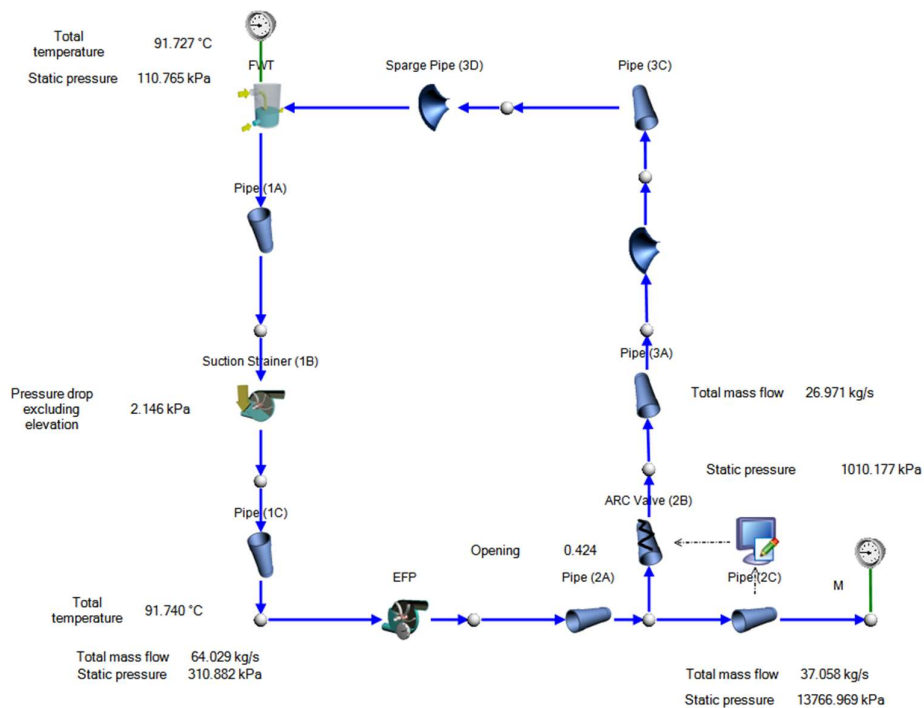 Total
temperature
91.727 °C
FWT
Static pressure
110.765 kPa
Sparge Pipe (3D)
Pipe (3C)
Pipe (1A)
Suction Strainer (1B)
Pressure drop
excluding
elevation
2.146 kPa
Pipe (3A)
Total mass flow
26.971 kg/s
Static pressure
1010.177 kPa
ARC Valve (2B)
Pipe (1C)
Opening
0.424
EFP
Pipe (2A)
Pipe (2C)
M
Total
temperature
91.740 °C
Total mass flow
64.029 kg/s
Static pressure
310.882 kPa
Total mass flow
37.058 kg/s
Static pressure
13766.969 kPa